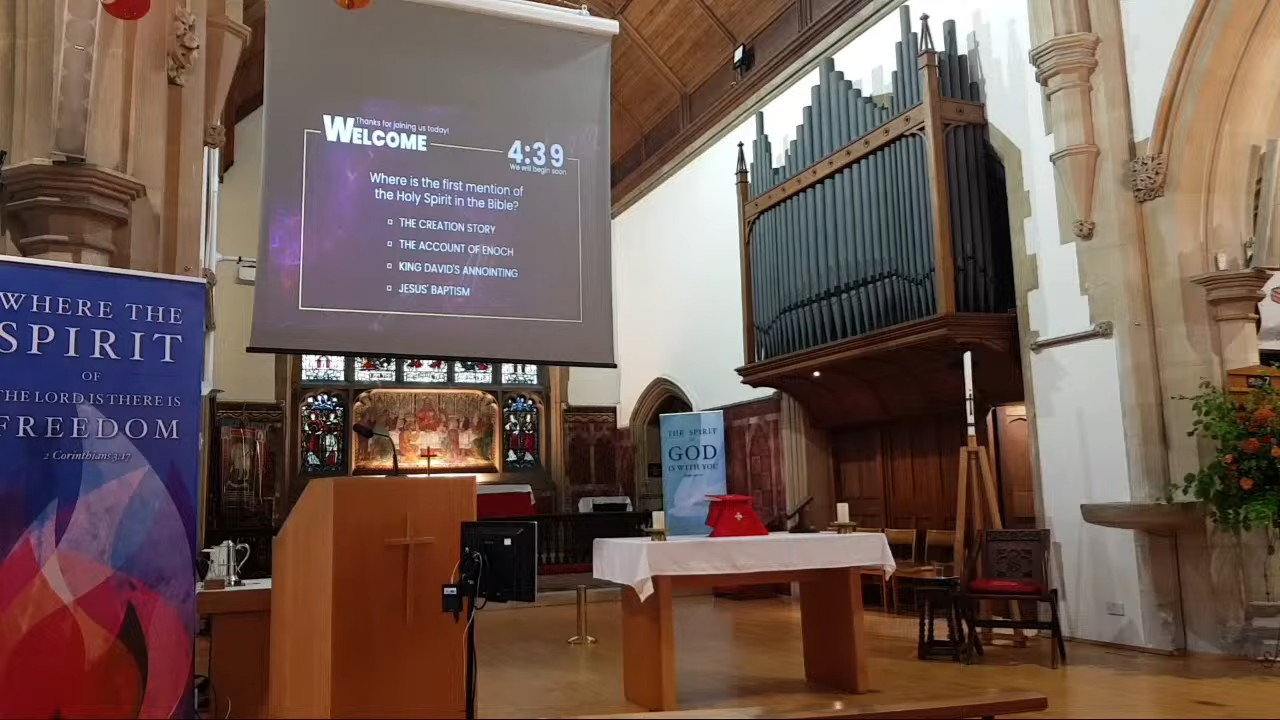 Thanks for joining us today!
WELCOME
4:39
We will begin soon
Where is the first mention of
the Holy Spirit in the Bible?
THE CREATION STORY
THE ACCOUNT OF ENOCH
KING DAVID'S ANNOINTING
JESUS' BAPTISM
WHERE THE
SPIRIT
OF
THE LORD IS THERE IS
FREEDOM
2 Corinthians 3:17
THE SPIRIT
OF
GOD
IS WITH YOU